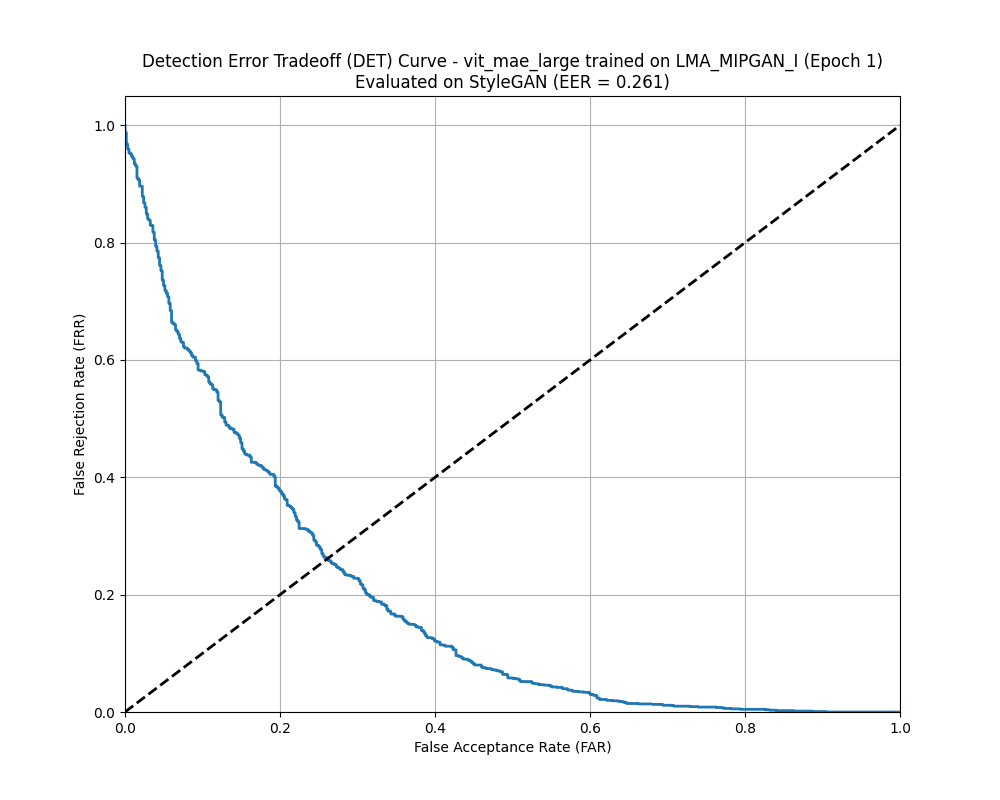 Detection Error Tradeoff (DET) Curve - vit_mae_large trained on LMA_MIPGAN_I (Epoch 1)
Evaluated on StyleGAN (EER = 0.261)
1.0
0.8
0.6
0.4
0.2
0.0
False Rejection Rate (FRR)
0.0 0.2 0.4 0.6 0.8 1.0
False Acceptance Rate (FAR)